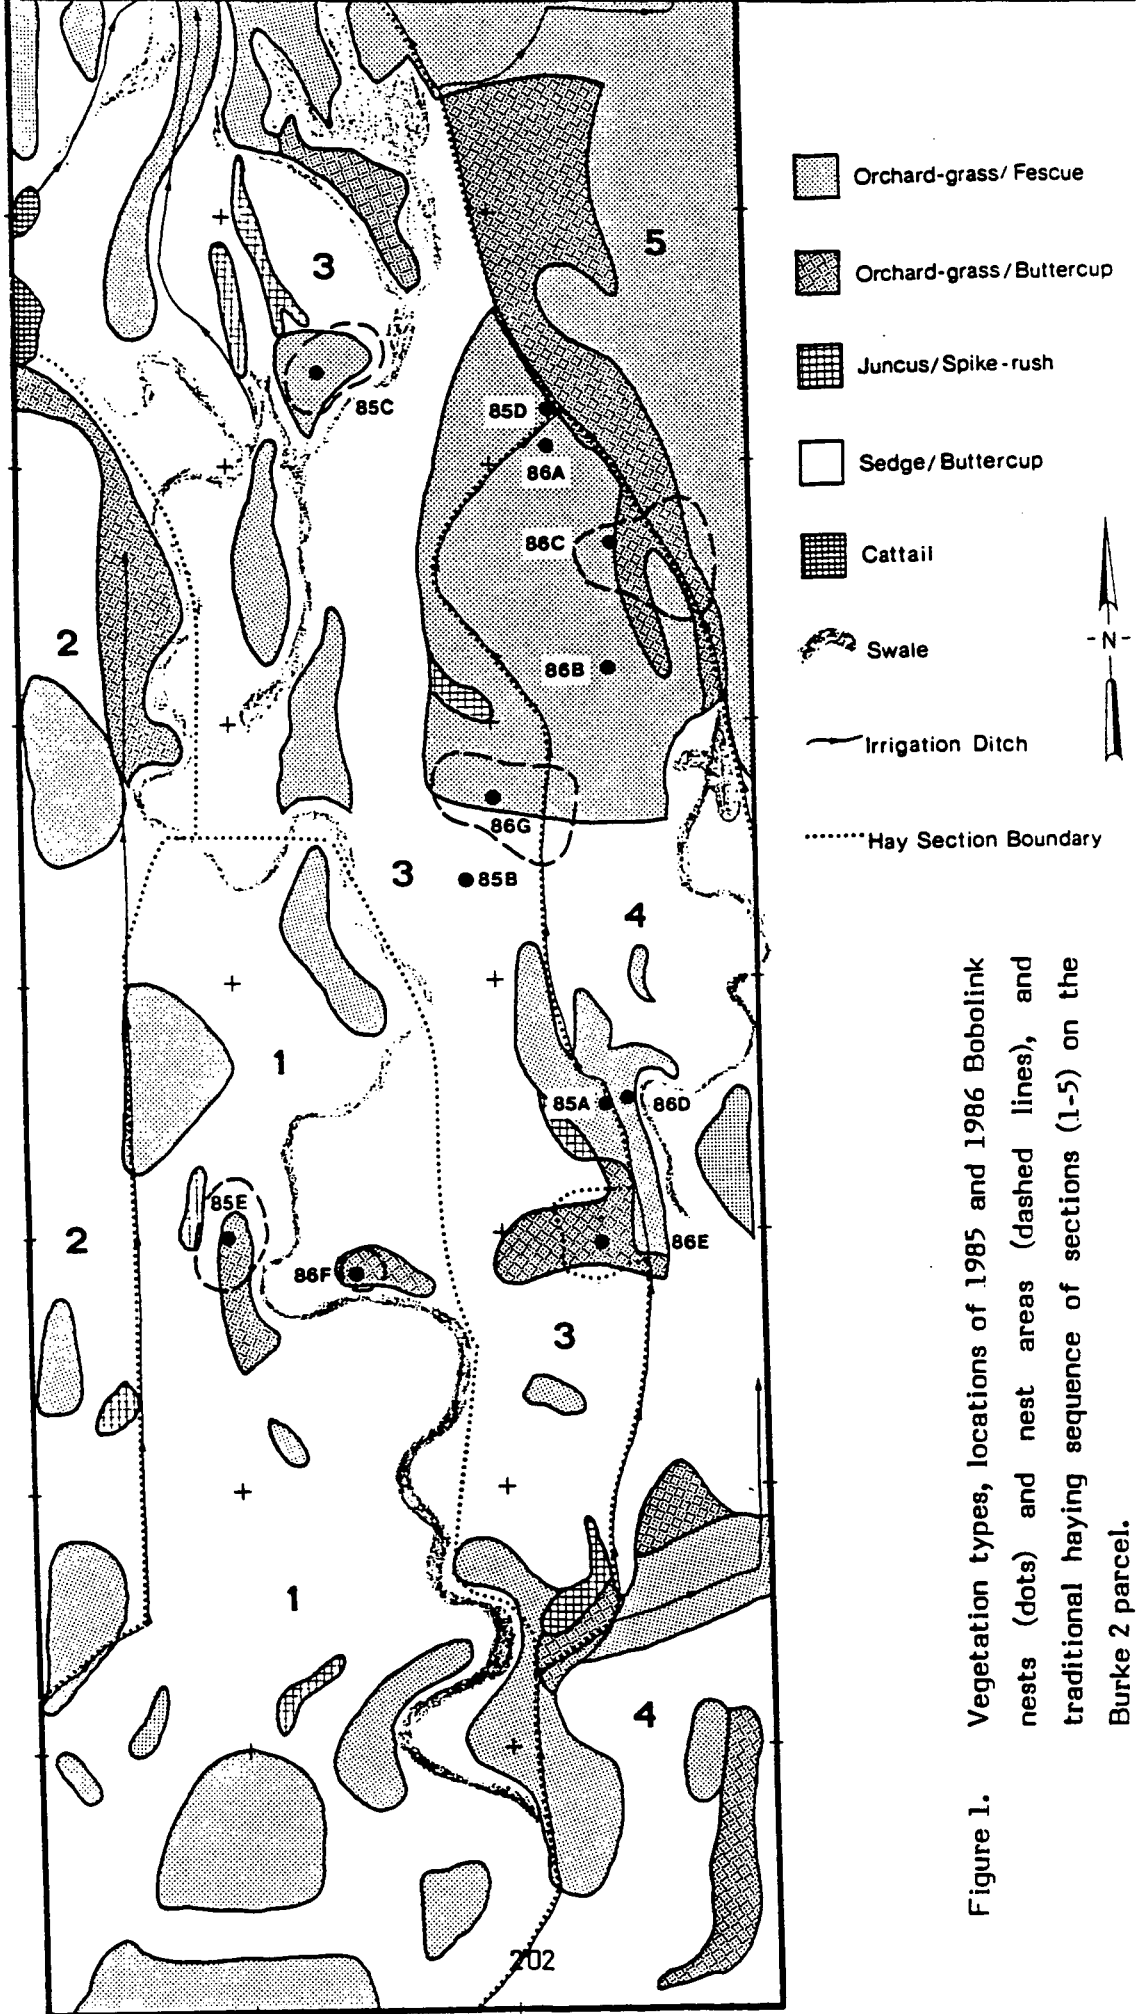 3
5
85C
85D
86A
86C
2
86B
86G
3
85B
4
1
85A
86D
85E
2
86F
86E
3
1
4
202
Orchard-grass/Fescue
Orchard-grass/Buttercup
Juncus/Spike-rush
Sedge/Buttercup
Cattail
Swale
Irrigation Ditch
Hay Section Boundary
-N-
Figure 1. Vegetation types, locations of 1985 and 1986 Bobolink
nests (dots) and nest areas (dashed lines), and
traditional haying sequence of sections (1-5) on the
Burke 2 parcel.